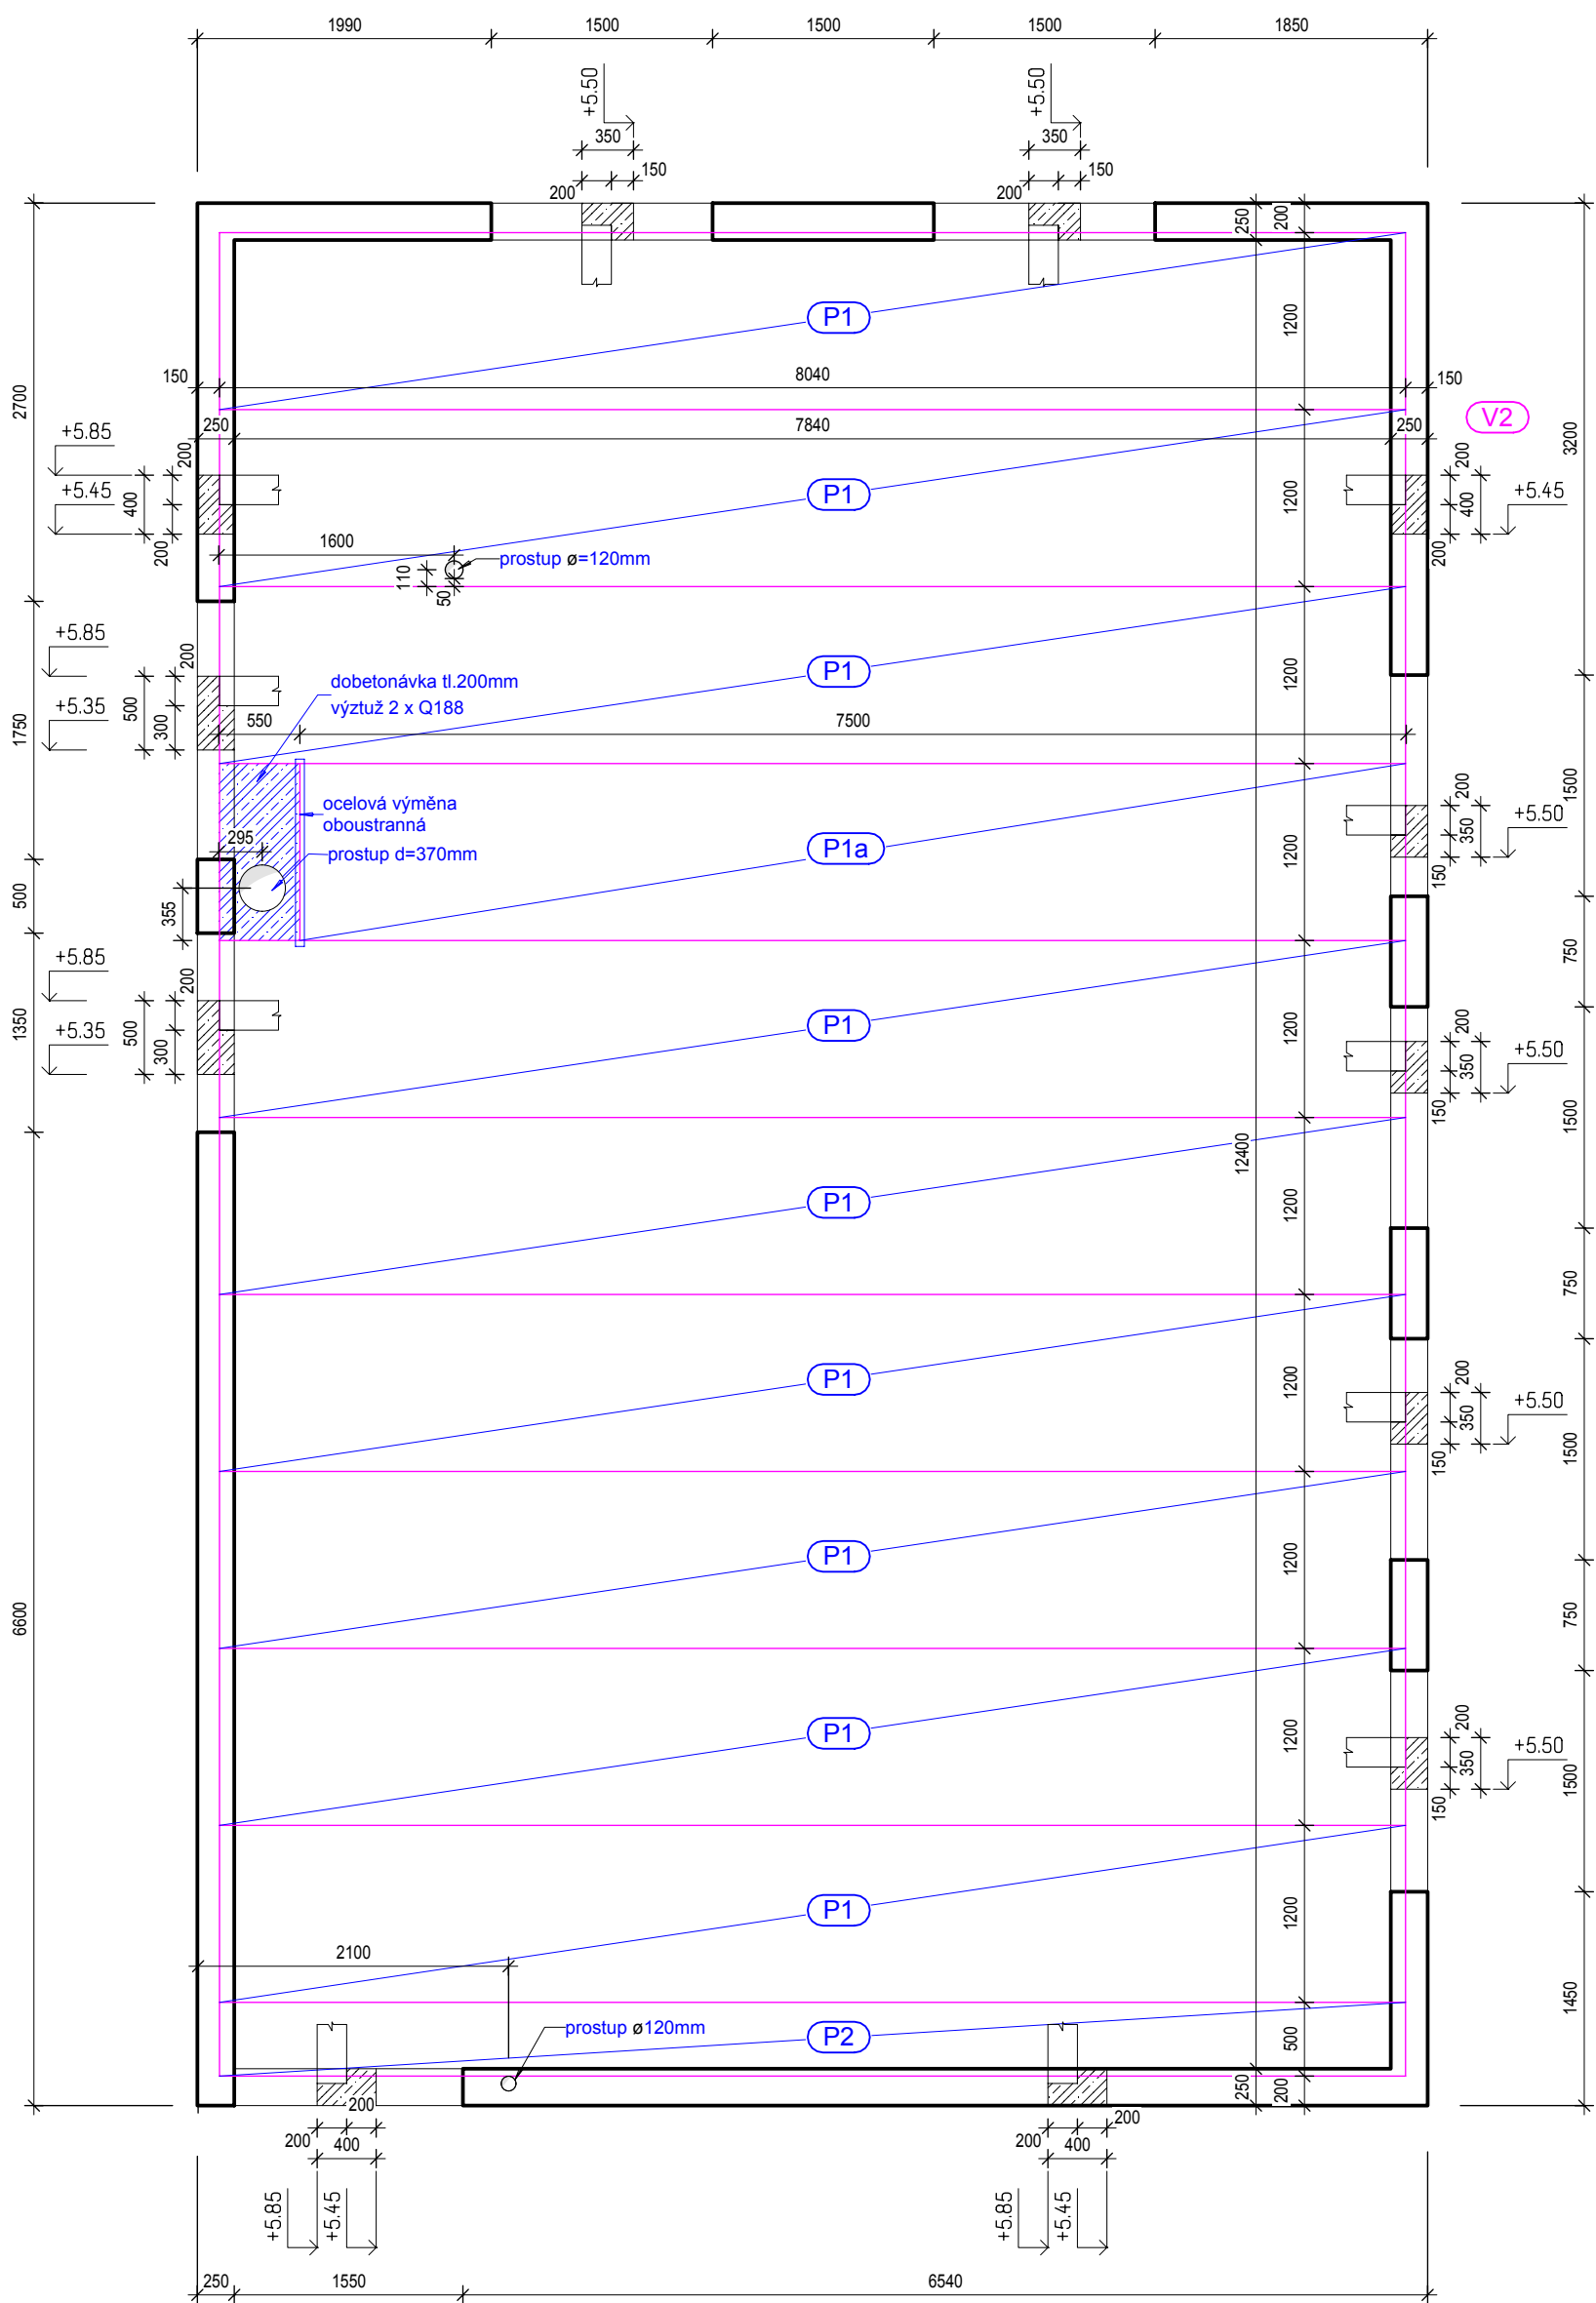 1990 1500 1500 1500 1850
+5.50 +5.50
350 350
150 150
200 200
250 200
P1 1200
150 8040 150
2700
250 7840 250
V2
3200
+5.85 200 200
+5.45 400 P1 1200 400 +5.45
200 1600 200
prostup ø=120mm
110
50
+5.85 200
P1 1200
dobetonávka tl.200mm
výztuž 2 x Q188
+5.35 500 300
550 7500
1750
1500
ocelová výměna
oboustranná
200
350 +5.50
295
prostup d=370mm
P1a 1200
150
500
355
+5.85 200
750
1350
+5.35 500 300
P1 1200
200
350 +5.50
150
12400
1500
P1 1200
750
P1 1200
200
350 +5.50
150
1500
P1 1200
6600
750
P1 1200
200
350 +5.50
150
1500
P1 1200
2100
1450
prostup ø120mm
P2 500
250 200
200 200
200 400 200 400
+5.85 +5.45 +5.85 +5.45
250 1550 6540